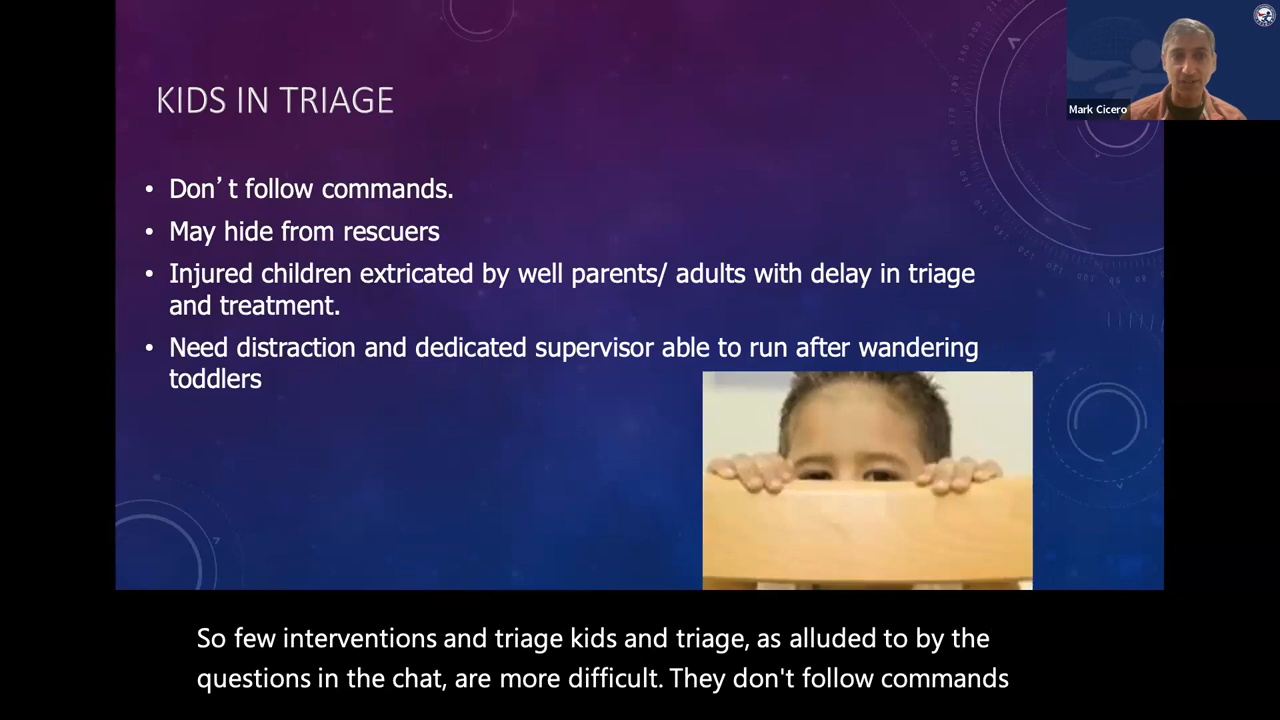 KIDS IN TRIAGE
Mark Cicero
• Don’t follow commands.
• May hide from rescuers
• Injured children extricated by well parents/ adults with delay in triage
and treatment.
• Need distraction and dedicated supervisor able to run after wandering
toddlers
So few interventions and triage kids and triage, as alluded to by the
questions in the chat, are more difficult. They don't follow commands